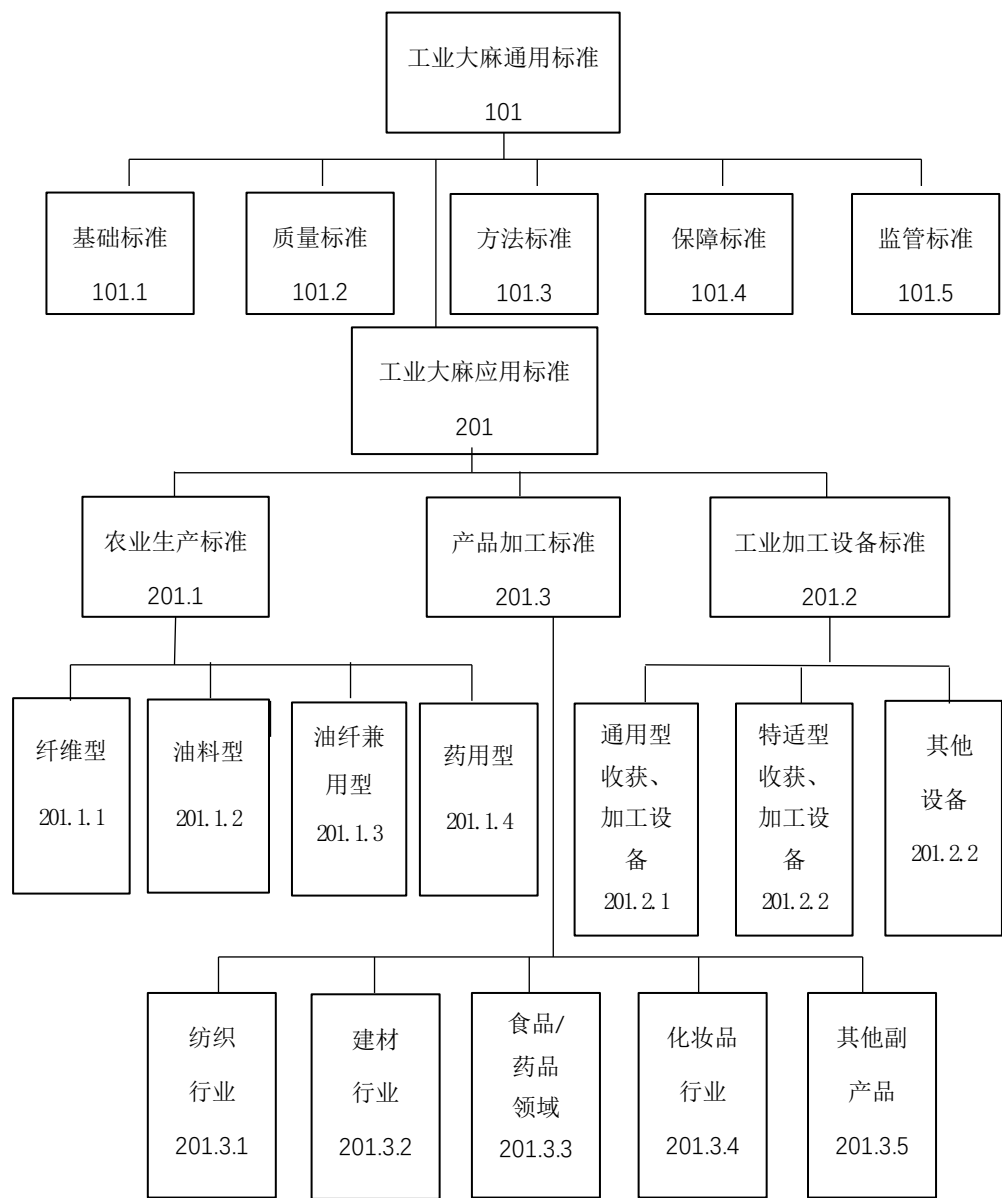 工业大麻通用标准
101
基础标准
101.1
质量标准
101.2
方法标准
101.3
保障标准
101.4
监管标准
101.5
工业大麻应用标准
201
农业生产标准
201.1
产品加工标准
201.3
工业加工设备标准
201.2
纤维型
201.1.1
油料型
201.1.2
油纤兼
用型
201.1.3
药用型
201.1.4
通用型
收获、
加工设
备
201.2.1
特适型
收获、
加工设
备
201.2.2
其他
设备
201.2.2
纺织
行业
201.3.1
建材
行业
201.3.2
食品/
药品
领域
201.3.3
化妆品
行业
201.3.4
其他副
产品
201.3.5